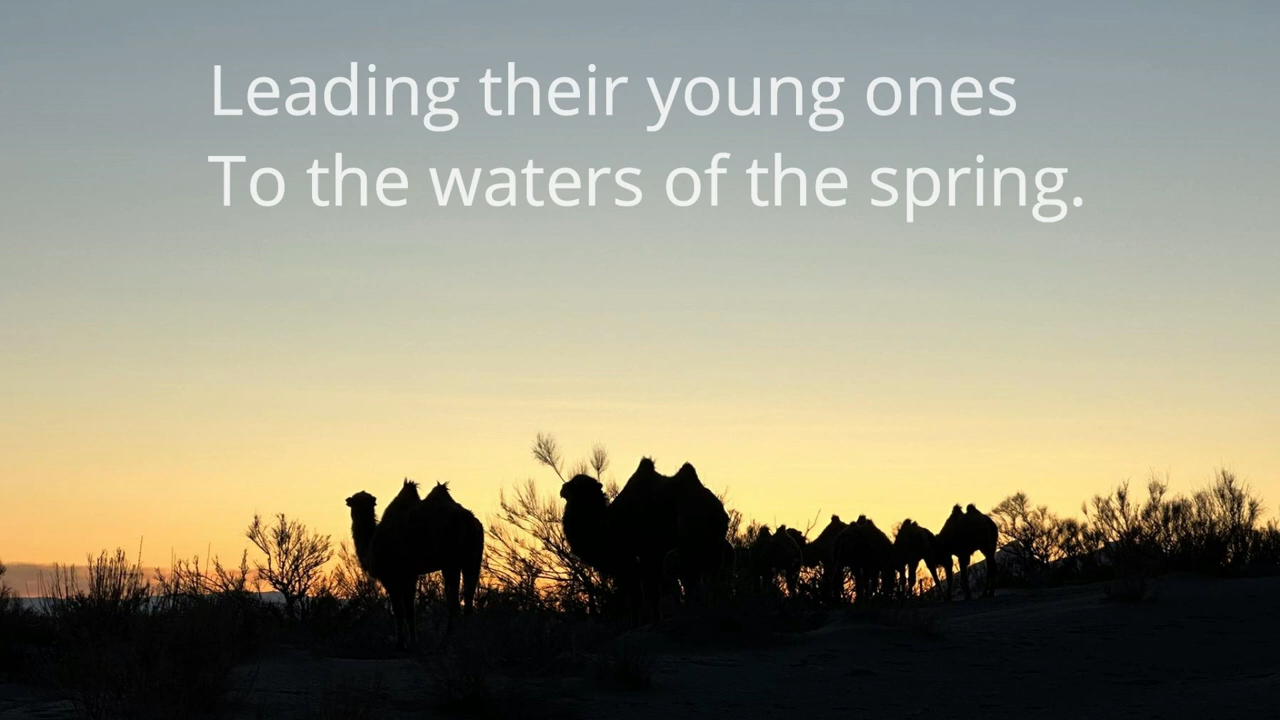 Leading their young ones
To the waters of the spring.